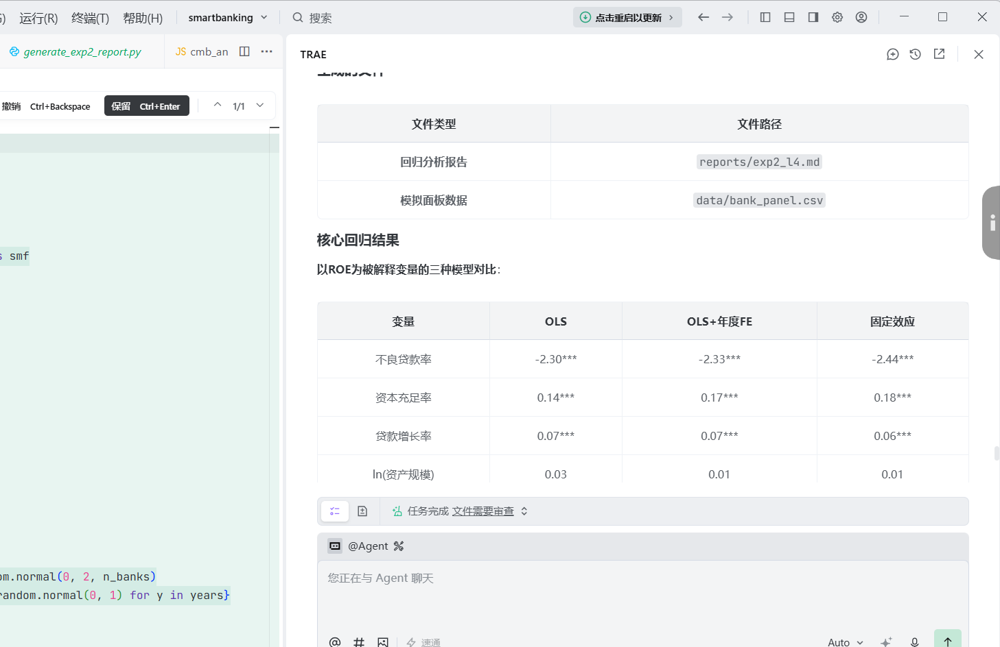 运行(R) 终端(T) 帮助(H) smartbanking 搜索 点击重启以更新
generate_exp2_report.py JS cmb_an ···
TRAE
撤销 Ctrl+Backspace 保留 Ctrl+Enter 1/1
生成的文件
文件类型 文件路径
回归分析报告 reports/exp2_l4.md
模拟面板数据 data/bank_panel.csv
核心回归结果
s smf
以ROE为被解释变量的三种模型对比：
变量 OLS OLS+年度FE 固定效应
不良贷款率 -2.30*** -2.33*** -2.44***
资本充足率 0.14*** 0.17*** 0.18***
贷款增长率 0.07*** 0.07*** 0.06***
ln(资产规模) 0.03 0.01 0.01
任务完成 文件需要审查
@Agent
您正在与 Agent 聊天
om.normal(0, 2, n_banks)
random.normal(0, 1) for y in years}
@ # 速通 Auto